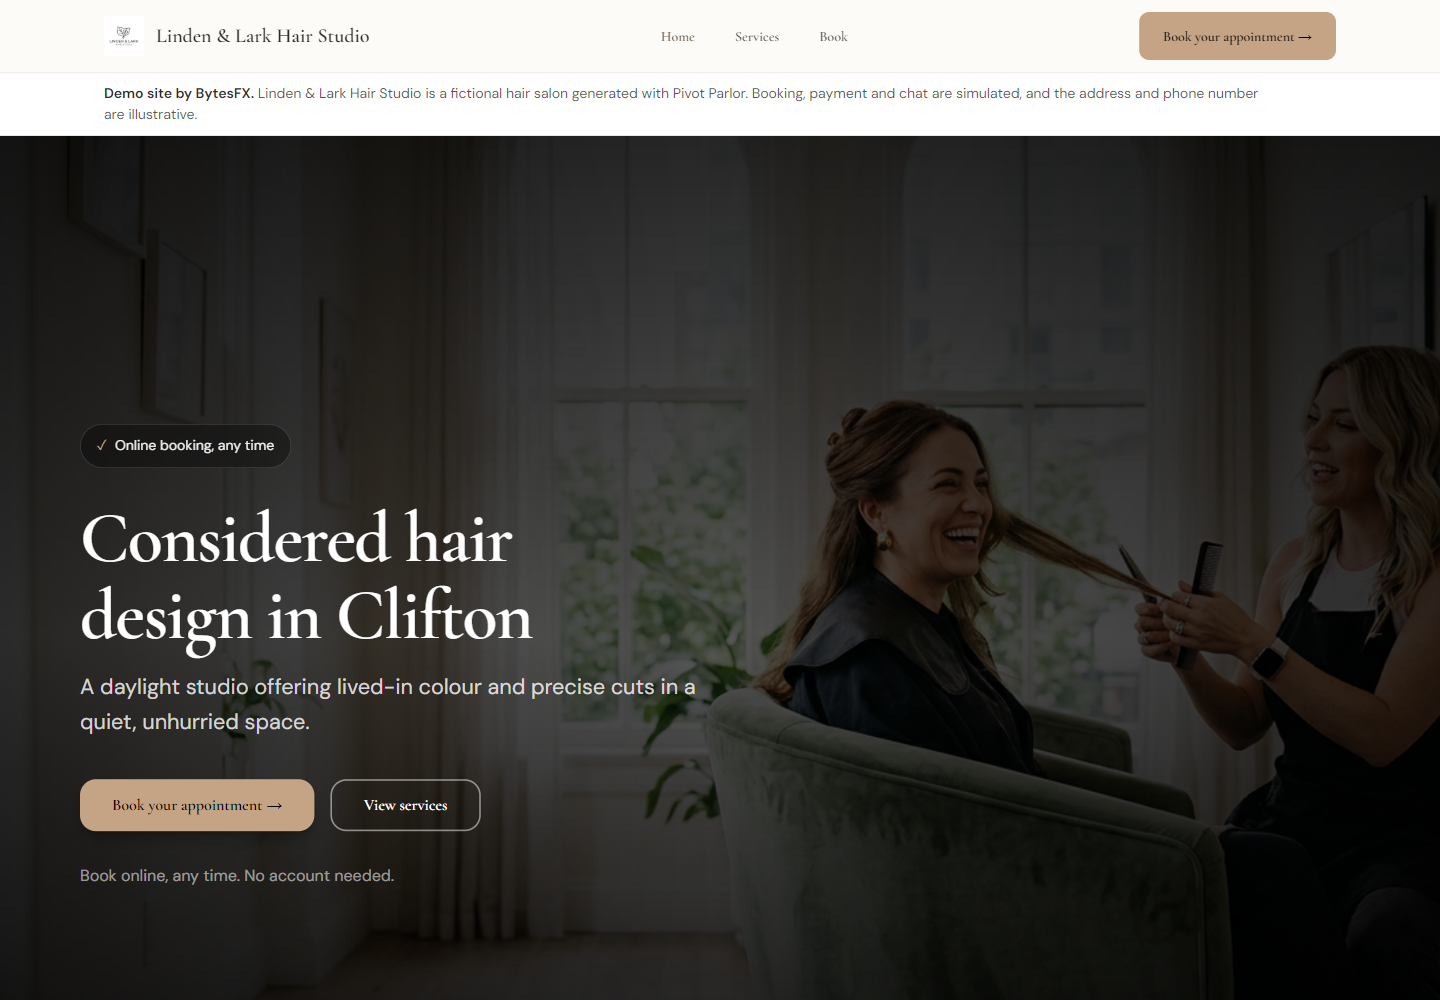 LINDEN & LARK
Linden & Lark Hair Studio
Home
Services
Book
Book your appointment →
Demo site by BytesFX. Linden & Lark Hair Studio is a fictional hair salon generated with Pivot Parlor. Booking, payment and chat are simulated, and the address and phone number
are illustrative.
✓ Online booking, any time
Considered hair
design in Clifton
A daylight studio offering lived-in colour and precise cuts in a
quiet, unhurried space.
Book your appointment →
View services
Book online, any time. No account needed.